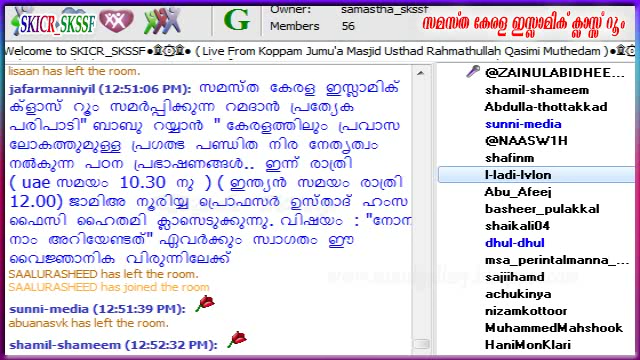 SKICR_SKSSF
G
Owner: samastha_skssf
Members 56
സമസ്ത കേരള ഇസ്ലാമിക് ക്ലാസ്സ് റൂം
Welcome to SKICR_SKSSF ( Live From Koppam Jumu'a Masjid Usthad Rahmathullah Qasimi Muthedam )
lisaan has left the room.
jafarmanniyil (12:51:06 PM): സമസ്ത കേരള ഇസ്ലാമിക്
ക്ളാസ് റൂം സമർപ്പിക്കുന്ന റമദാൻ പ്രത്യേക
പരിപാടി" ബാബു റയ്യാൻ " കേരളത്തിലും പ്രവാസ
ലോകത്തുമുള്ള പ്രഗത്ഭ പണ്ഡിത നിര നേതൃത്വം
നൽകുന്ന പഠന പ്രഭാഷണങ്ങൾ.. ഇന്ന് രാത്രി
( uae സമയം 10.30 നു ) ( ഇന്ത്യൻ സമയം രാത്രി
12.00) ജാമിഅ നൂരിയ്യ പ്രൊഫസർ ഉസ്താദ് ഹംസ
ഫൈസി ഹൈതമി ക്ലാസെടുക്കുന്നു. വിഷയം : "നോമ്പ
നാം അറിയേണ്ടത്" ഏവർക്കും സ്വാഗതം ഈ
വൈജ്ഞാനിക വിരുന്നിലേക്ക്
SAALURASHEED has left the room.
SAALURASHEED has joined the room
sunni-media (12:51:39 PM):
abuanasvk has left the room.
shamil-shameem (12:52:32 PM):
@ZAINULABIDHEE...
shamil-shameem
Abdulla-thottakkad
sunni-media
@NAASW1H
shafinm
l-ladi-lvlon
Abu_Afeej
basheer_pulakkal
shaikali04
dhul-dhul
msa_perintalmanna_...
sajiihamd
achukinya
nizamkottoor
MuhammedMahshook
HaniMonKlari